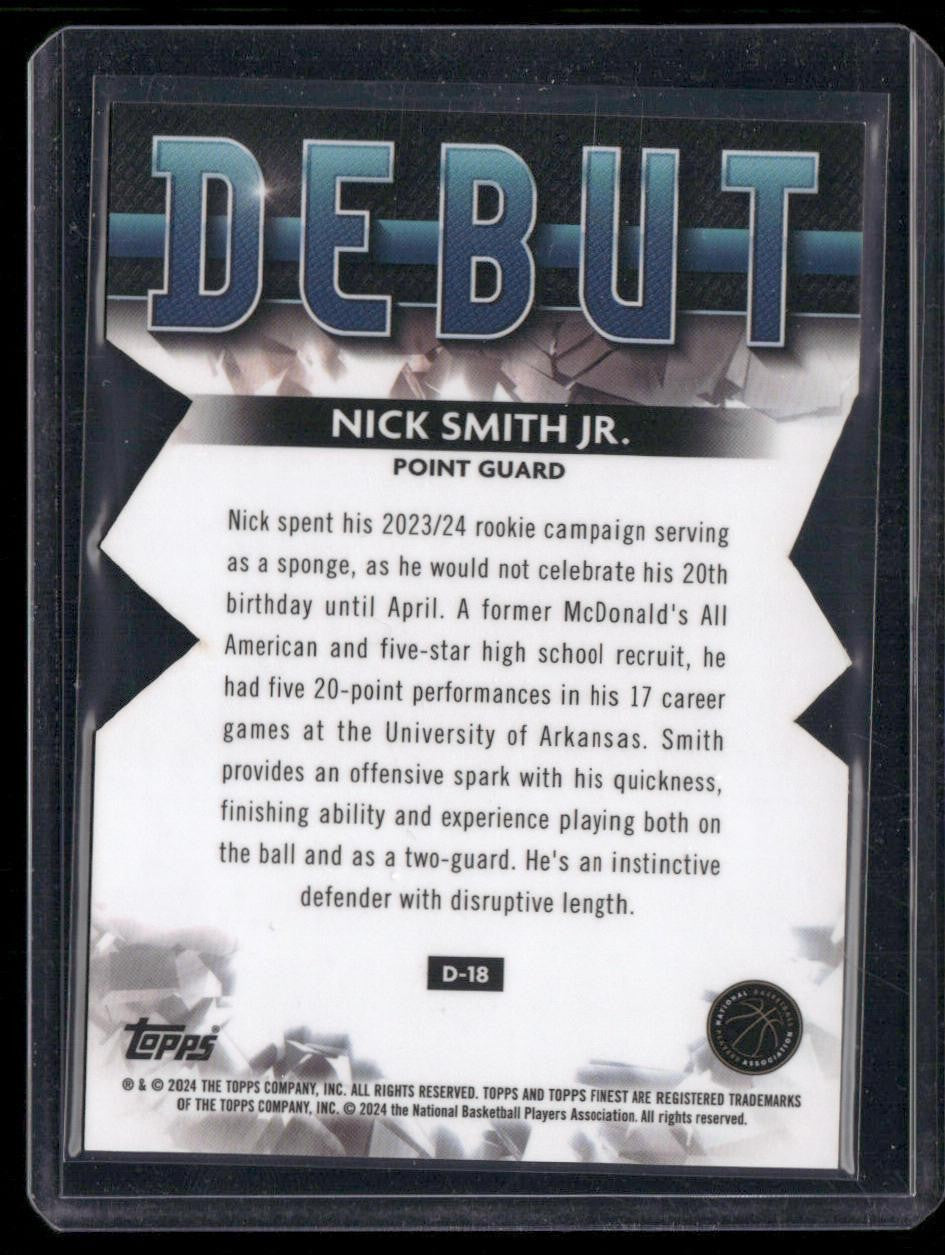 DEBUT
NICK SMITH JR.
POINT GUARD
Nick spent his 2023/24 rookie campaign serving
as a sponge, as he would not celebrate his 20th
birthday until April. A former McDonald's All
American and five-star high school recruit, he
had five 20-point performances in his 17 career
games at the University of Arkansas. Smith
provides an offensive spark with his quickness,
finishing ability and experience playing both on
the ball and as a two-guard. He's an instinctive
defender with disruptive length.
D-18
topps®
NATIONAL BASKETBALL PLAYERS ASSOCIATION
® & © 2024 THE TOPPS COMPANY, INC. ALL RIGHTS RESERVED. TOPPS AND TOPPS FINEST ARE REGISTERED TRADEMARKS
OF THE TOPPS COMPANY, INC. © 2024 the National Basketball Players Association. All rights reserved.